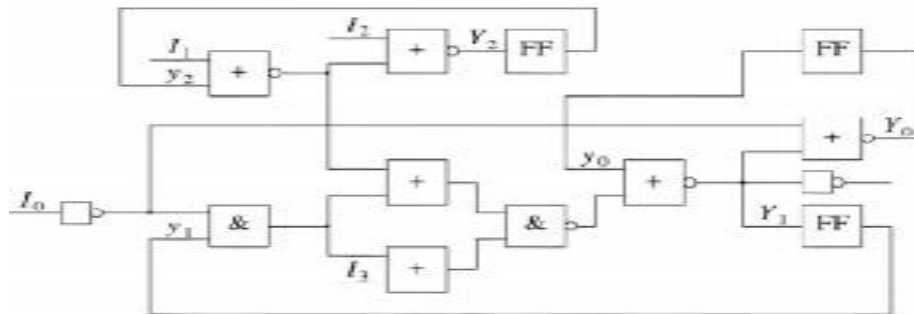 I₂ Y₂ FF FF
I₁ + +
y₂
+ Y₀
y₀
+ +
I₀
y₁ & & Y₁ FF
I₃ +